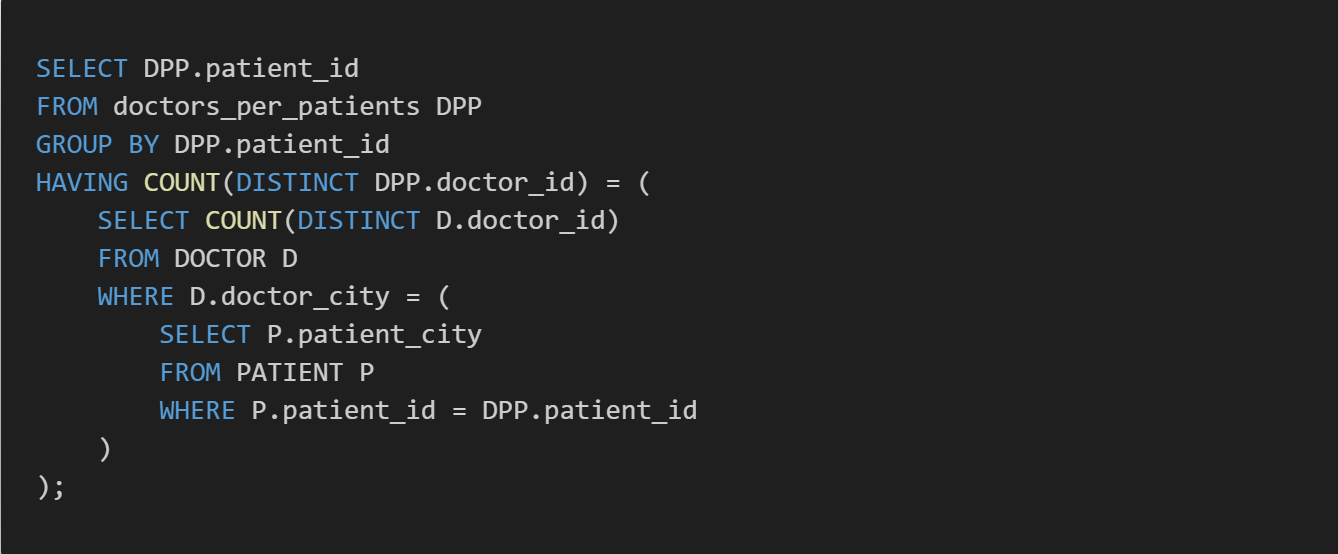 SELECT DPP.patient_id
FROM doctors_per_patients DPP
GROUP BY DPP.patient_id
HAVING COUNT(DISTINCT DPP.doctor_id) = (
    SELECT COUNT(DISTINCT D.doctor_id)
    FROM DOCTOR D
    WHERE D.doctor_city = (
        SELECT P.patient_city
        FROM PATIENT P
        WHERE P.patient_id = DPP.patient_id
    )
);